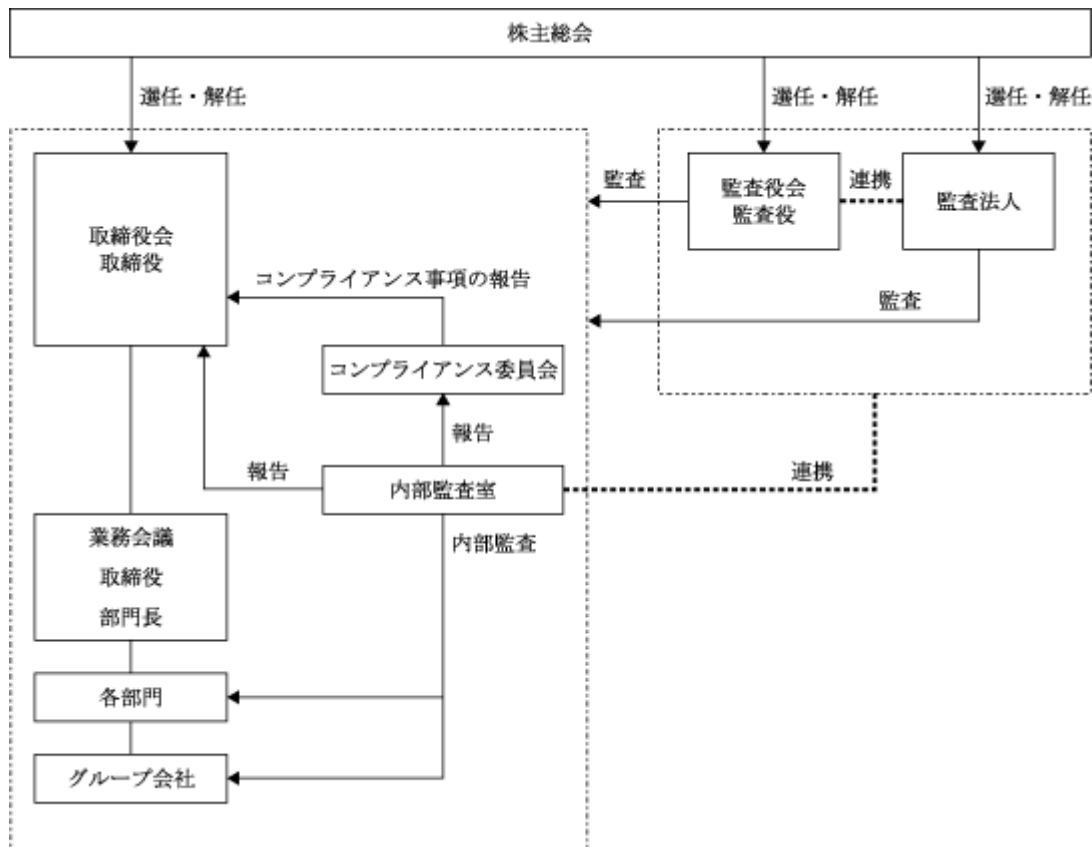 株主総会
選任・解任
選任・解任
選任・解任
取締役会
取締役
監査
監査役会
監査役
連携
監査法人
コンプライアンス事項の報告
監査
コンプライアンス委員会
報告
報告
内部監査室
連携
内部監査
業務会議
取締役
部門長
各部門
グループ会社